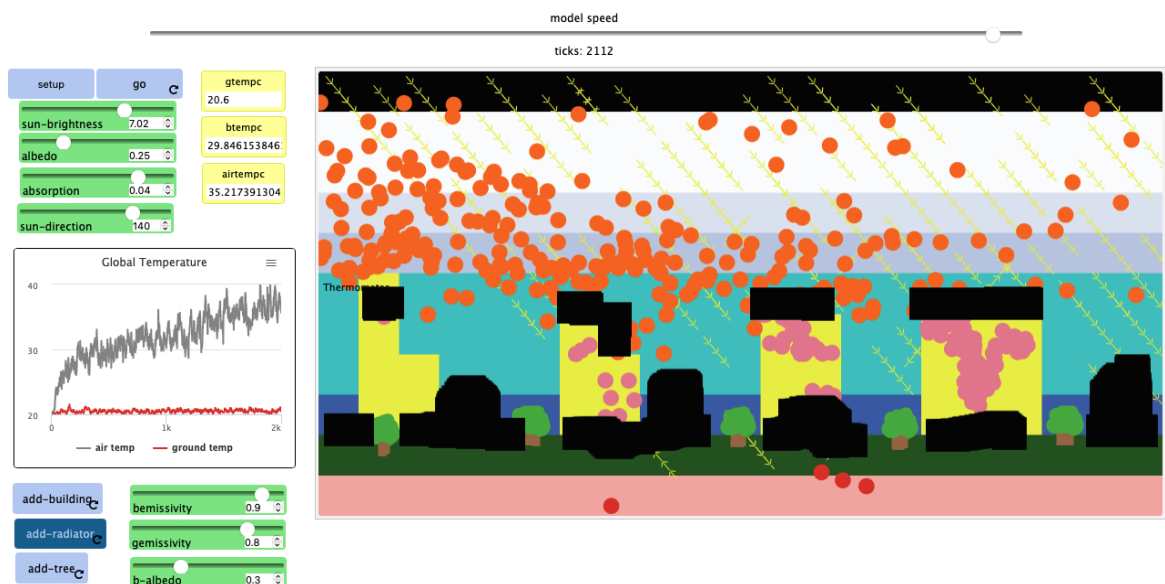 model speed
ticks: 2112
setup
go
sun-brightness 7.02
albedo 0.25
absorption 0.04
sun-direction 140
gtempc
20.6
btempc
29.846153846
airtempc
35.217391304
Global Temperature
40
30
20
0 1k 2k
air temp ground temp
Thermometer
add-building
add-radiator
add-tree
bemissivity 0.9
gemissivity 0.8
b-albedo 0.3